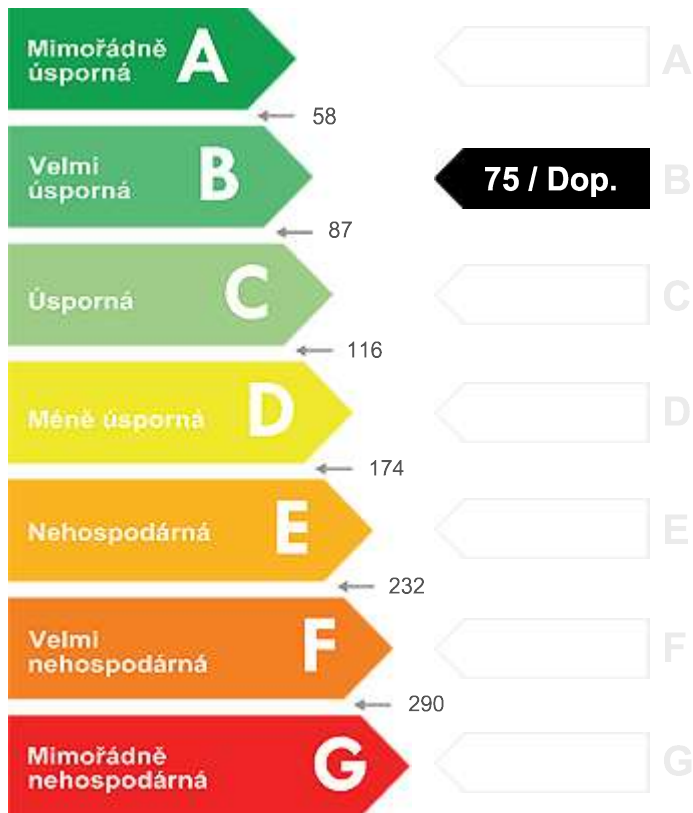 Mimořádně
úsporná
A
A
58
Velmi
úsporná
B
75 / Dop.
B
87
Úsporná
C
C
116
Méně úsporná
D
D
174
Nehospodárná
E
E
232
Velmi
nehospodárná
F
F
290
Mimořádně
nehospodárná
G
G